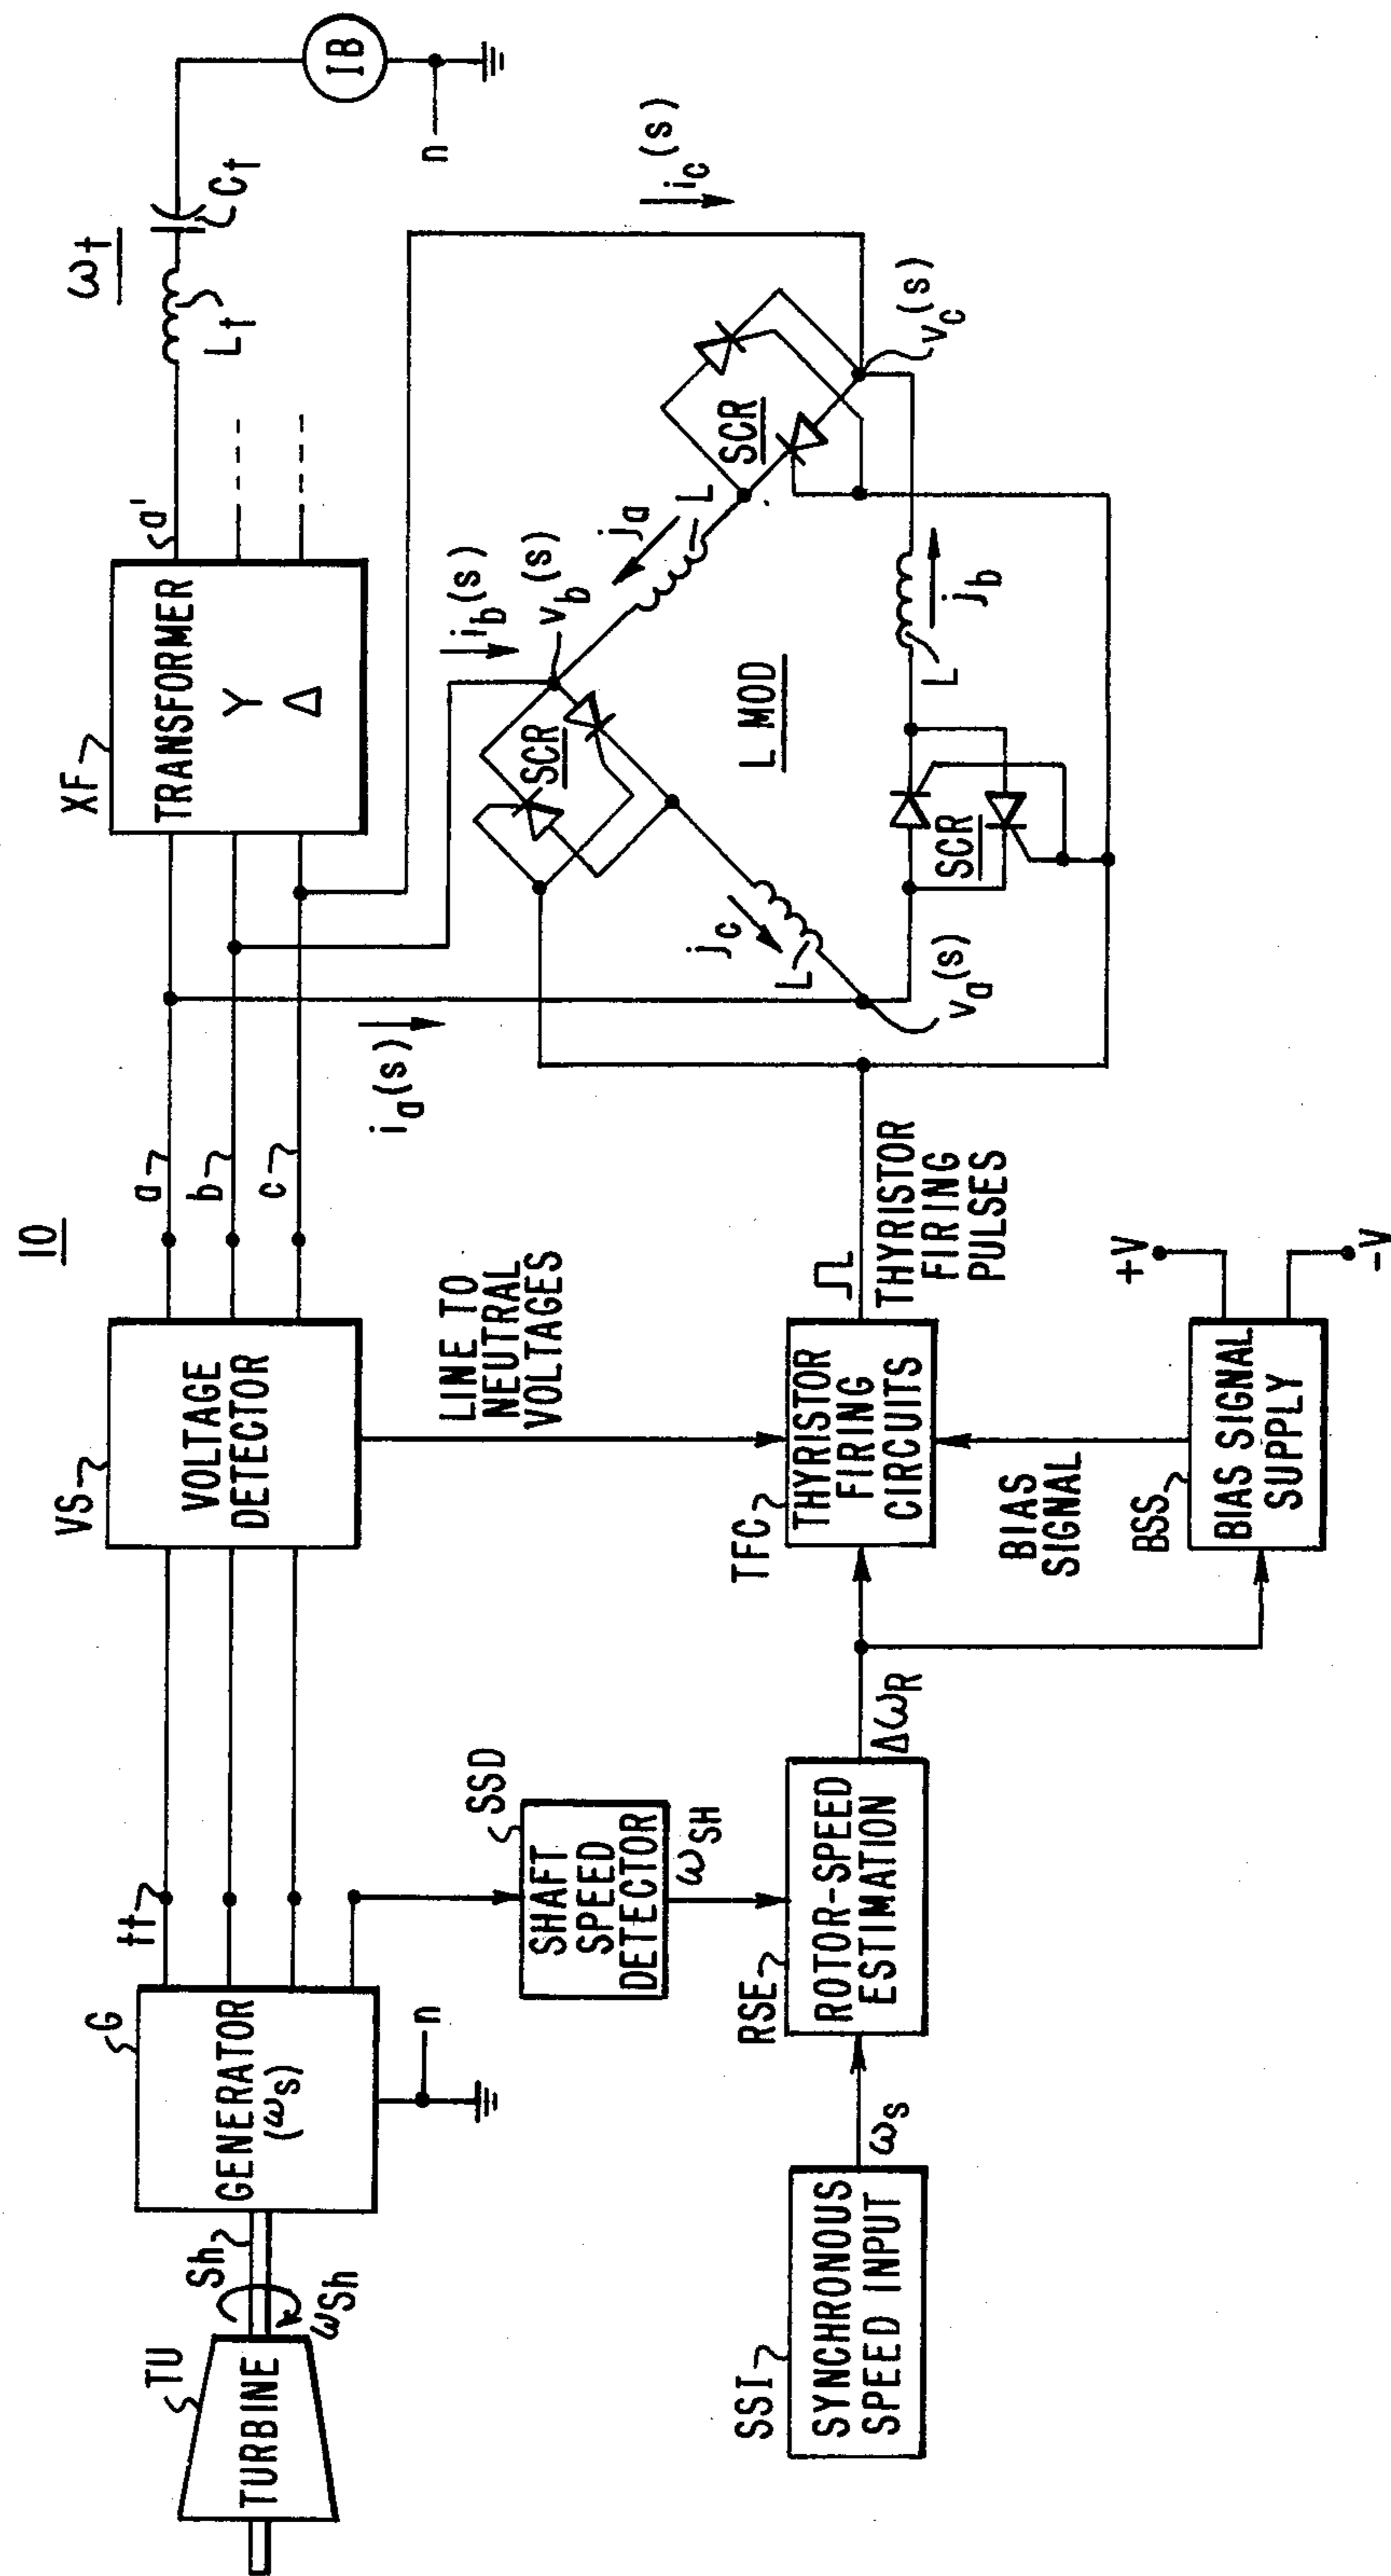 10
TU
TURBINE
Sh
ωSh
G
GENERATOR
(ωs)
n
tt
VS
VOLTAGE
DETECTOR
a
b
c
XF
TRANSFORMER
Y
Δ
a'
ωt
Lt
Ct
IB
n
SSD
SHAFT
SPEED
DETECTOR
ωSH
LINE TO
NEUTRAL
VOLTAGES
ia(s)
ib(s)
ic(s)
vb(s)
SCR
ja
L
SCR
vc(s)
jc
L
L MOD
va(s)
SCR
L
jb
SSI
SYNCHRONOUS
SPEED INPUT
ωs
RSE
ROTOR-SPEED
ESTIMATION
ΔωR
TFC
THYRISTOR
FIRING
CIRCUITS
THYRISTOR
FIRING
PULSES
BIAS
SIGNAL
BSS
BIAS SIGNAL
SUPPLY
+V
-V